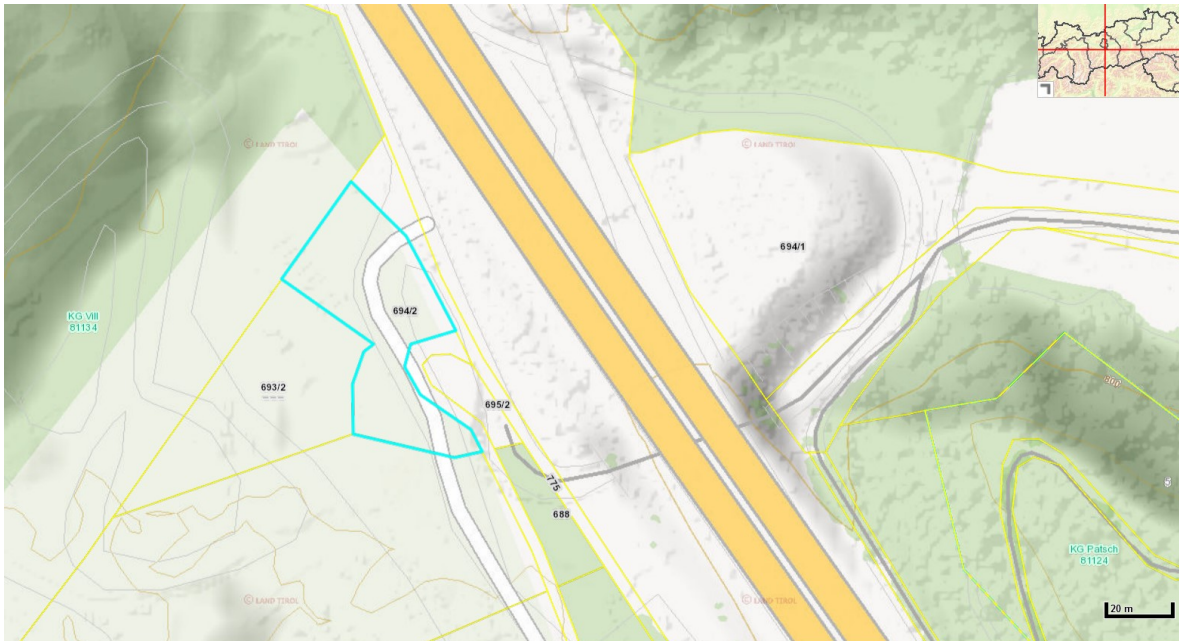 © LAND TIROL
© LAND TIROL
694/1
694/2
KG Vill
81134
693/2
695/2
775
688
KG Patsch
81124
20 m
© LAND TIROL
© LAND TIROL